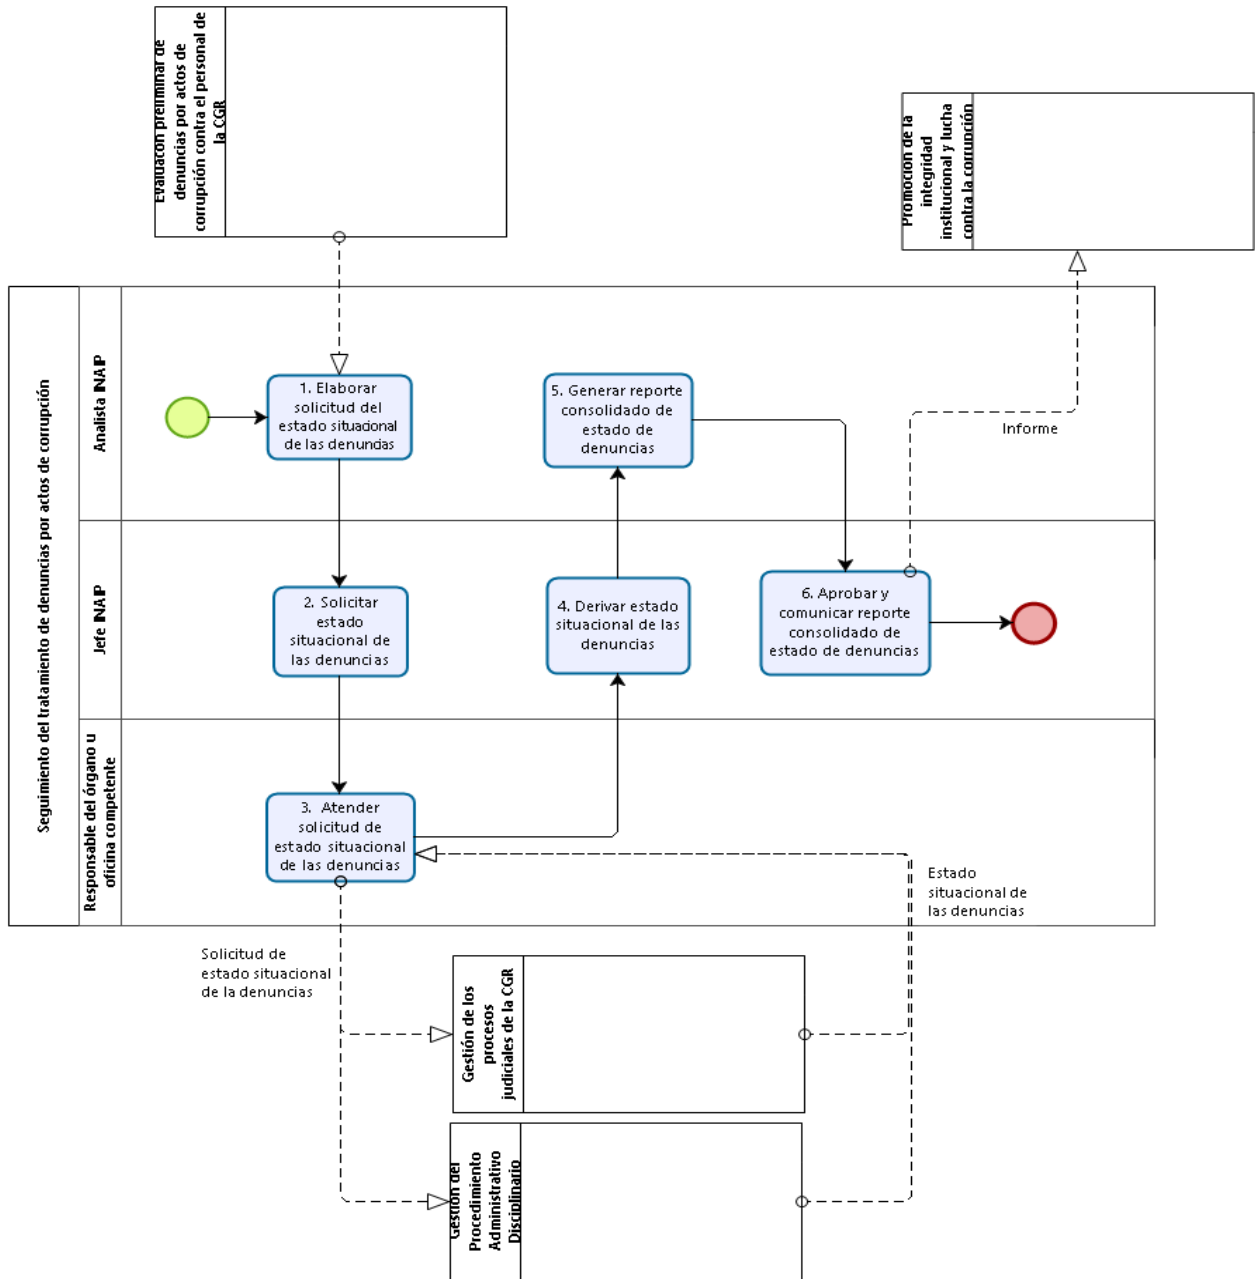 Evaluacón preliminar de
denuncias por actos de
corrupción contra el personal de
la CGR
Promoción de la
integridad
institucional y lucha
contra la corrupción
Seguimiento del tratamiento de denuncias por actos de corrupción
Analista INAIP
1. Elaborar
solicitud del
estado situacional
de las denuncias
5. Generar reporte
consolidado de
estado de
denuncias
Informe
Jefe INAIP
2. Solicitar
estado
situacional de
las denuncias
4. Derivar estado
situacional de las
denuncias
6. Aprobar y
comunicar reporte
consolidado de
estado de denuncias
Responsable del órgano u
oficina competente
3. Atender
solicitud de
estado situacional
de las denuncias
Estado
situacional de
las denuncias
Solicitud de
estado situacional
de la denuncias
Gestión de los
procesos
judiciales de la CGR
Gestión del
Procedimiento
Administrativo
Disciplinario